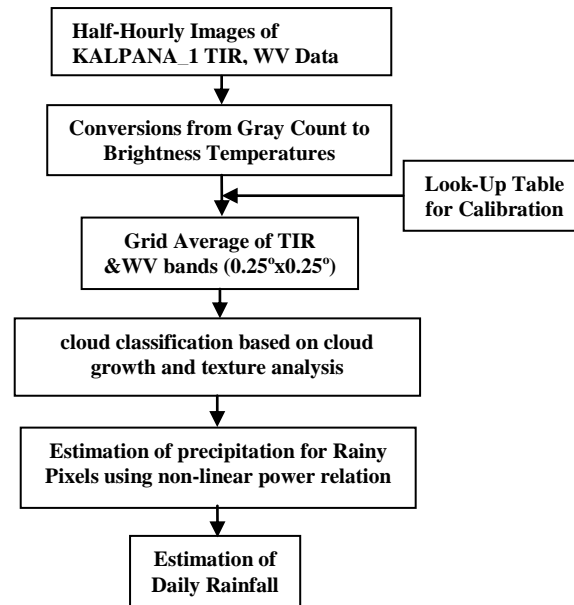 Half-Hourly Images of
KALPANA_1 TIR, WV Data
Conversions from Gray Count to
Brightness Temperatures
Look-Up Table
for Calibration
Grid Average of TIR
&WV bands (0.25°x0.25°)
cloud classification based on cloud
growth and texture analysis
Estimation of precipitation for Rainy
Pixels using non-linear power relation
Estimation of
Daily Rainfall